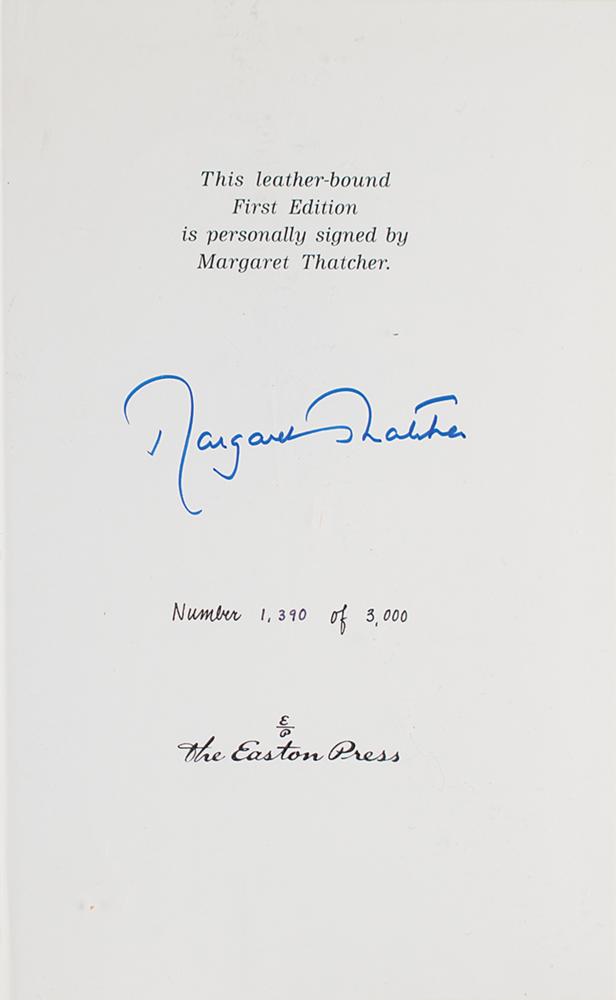 This leather-bound
First Edition
is personally signed by
Margaret Thatcher.
Margaret Thatcher
Number 1,390 of 3,000
E
P
The Easton Press